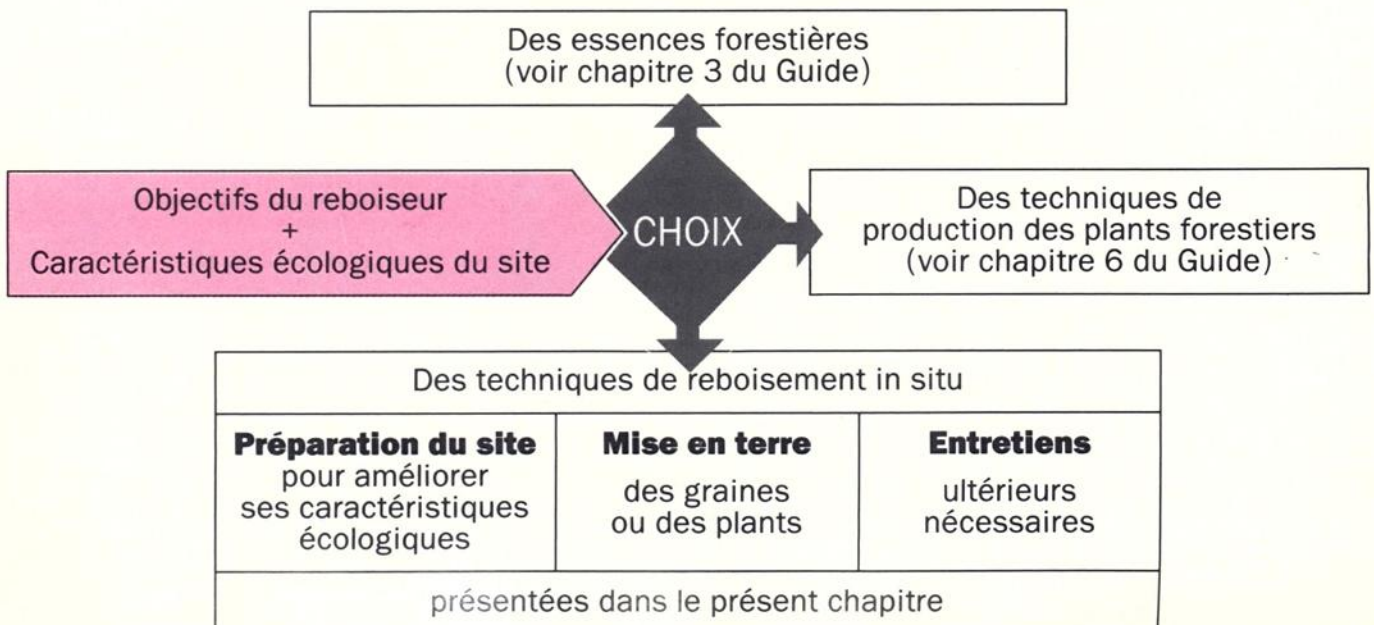 Des essences forestières
(voir chapitre 3 du Guide)
Objectifs du reboiseur
+
Caractéristiques écologiques du site
CHOIX
Des techniques de
production des plants forestiers
(voir chapitre 6 du Guide)
Des techniques de reboisement in situ
Préparation du site
pour améliorer
ses caractéristiques
écologiques
Mise en terre
des graines
ou des plants
Entretiens
ultérieurs
nécessaires
présentées dans le présent chapitre